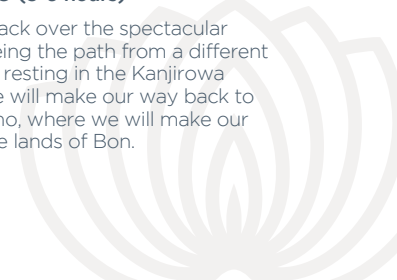 ack over the spectacular
eing the path from a different
resting in the Kanjirowa
e will make our way back to
no, where we will make our
e lands of Bon.